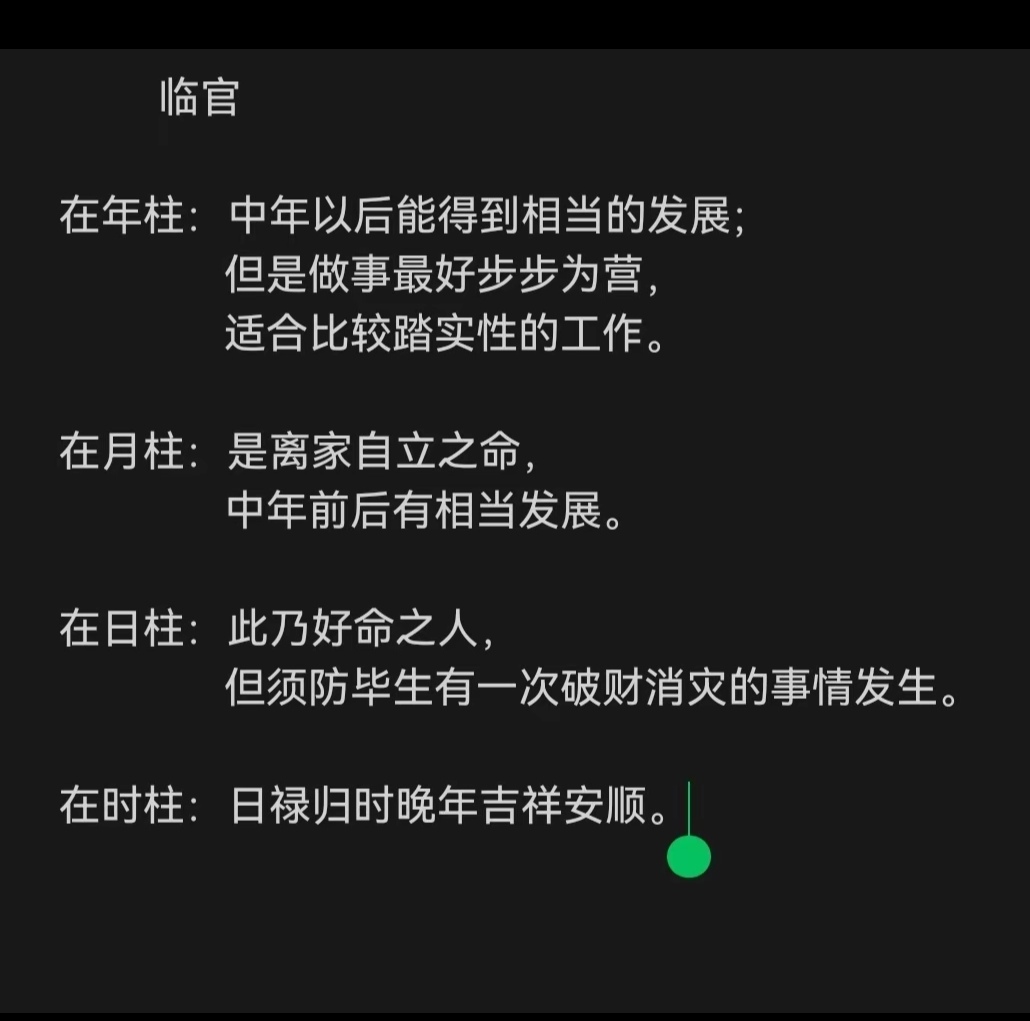 临官
在年柱：中年以后能得到相当的发展；
但是做事最好步步为营，
适合比较踏实性的工作。
在月柱：是离家自立之命，
中年前后有相当发展。
在日柱：此乃好命之人，
但须防毕生有一次破财消灾的事情发生。
在时柱：日禄归时晚年吉祥安顺。